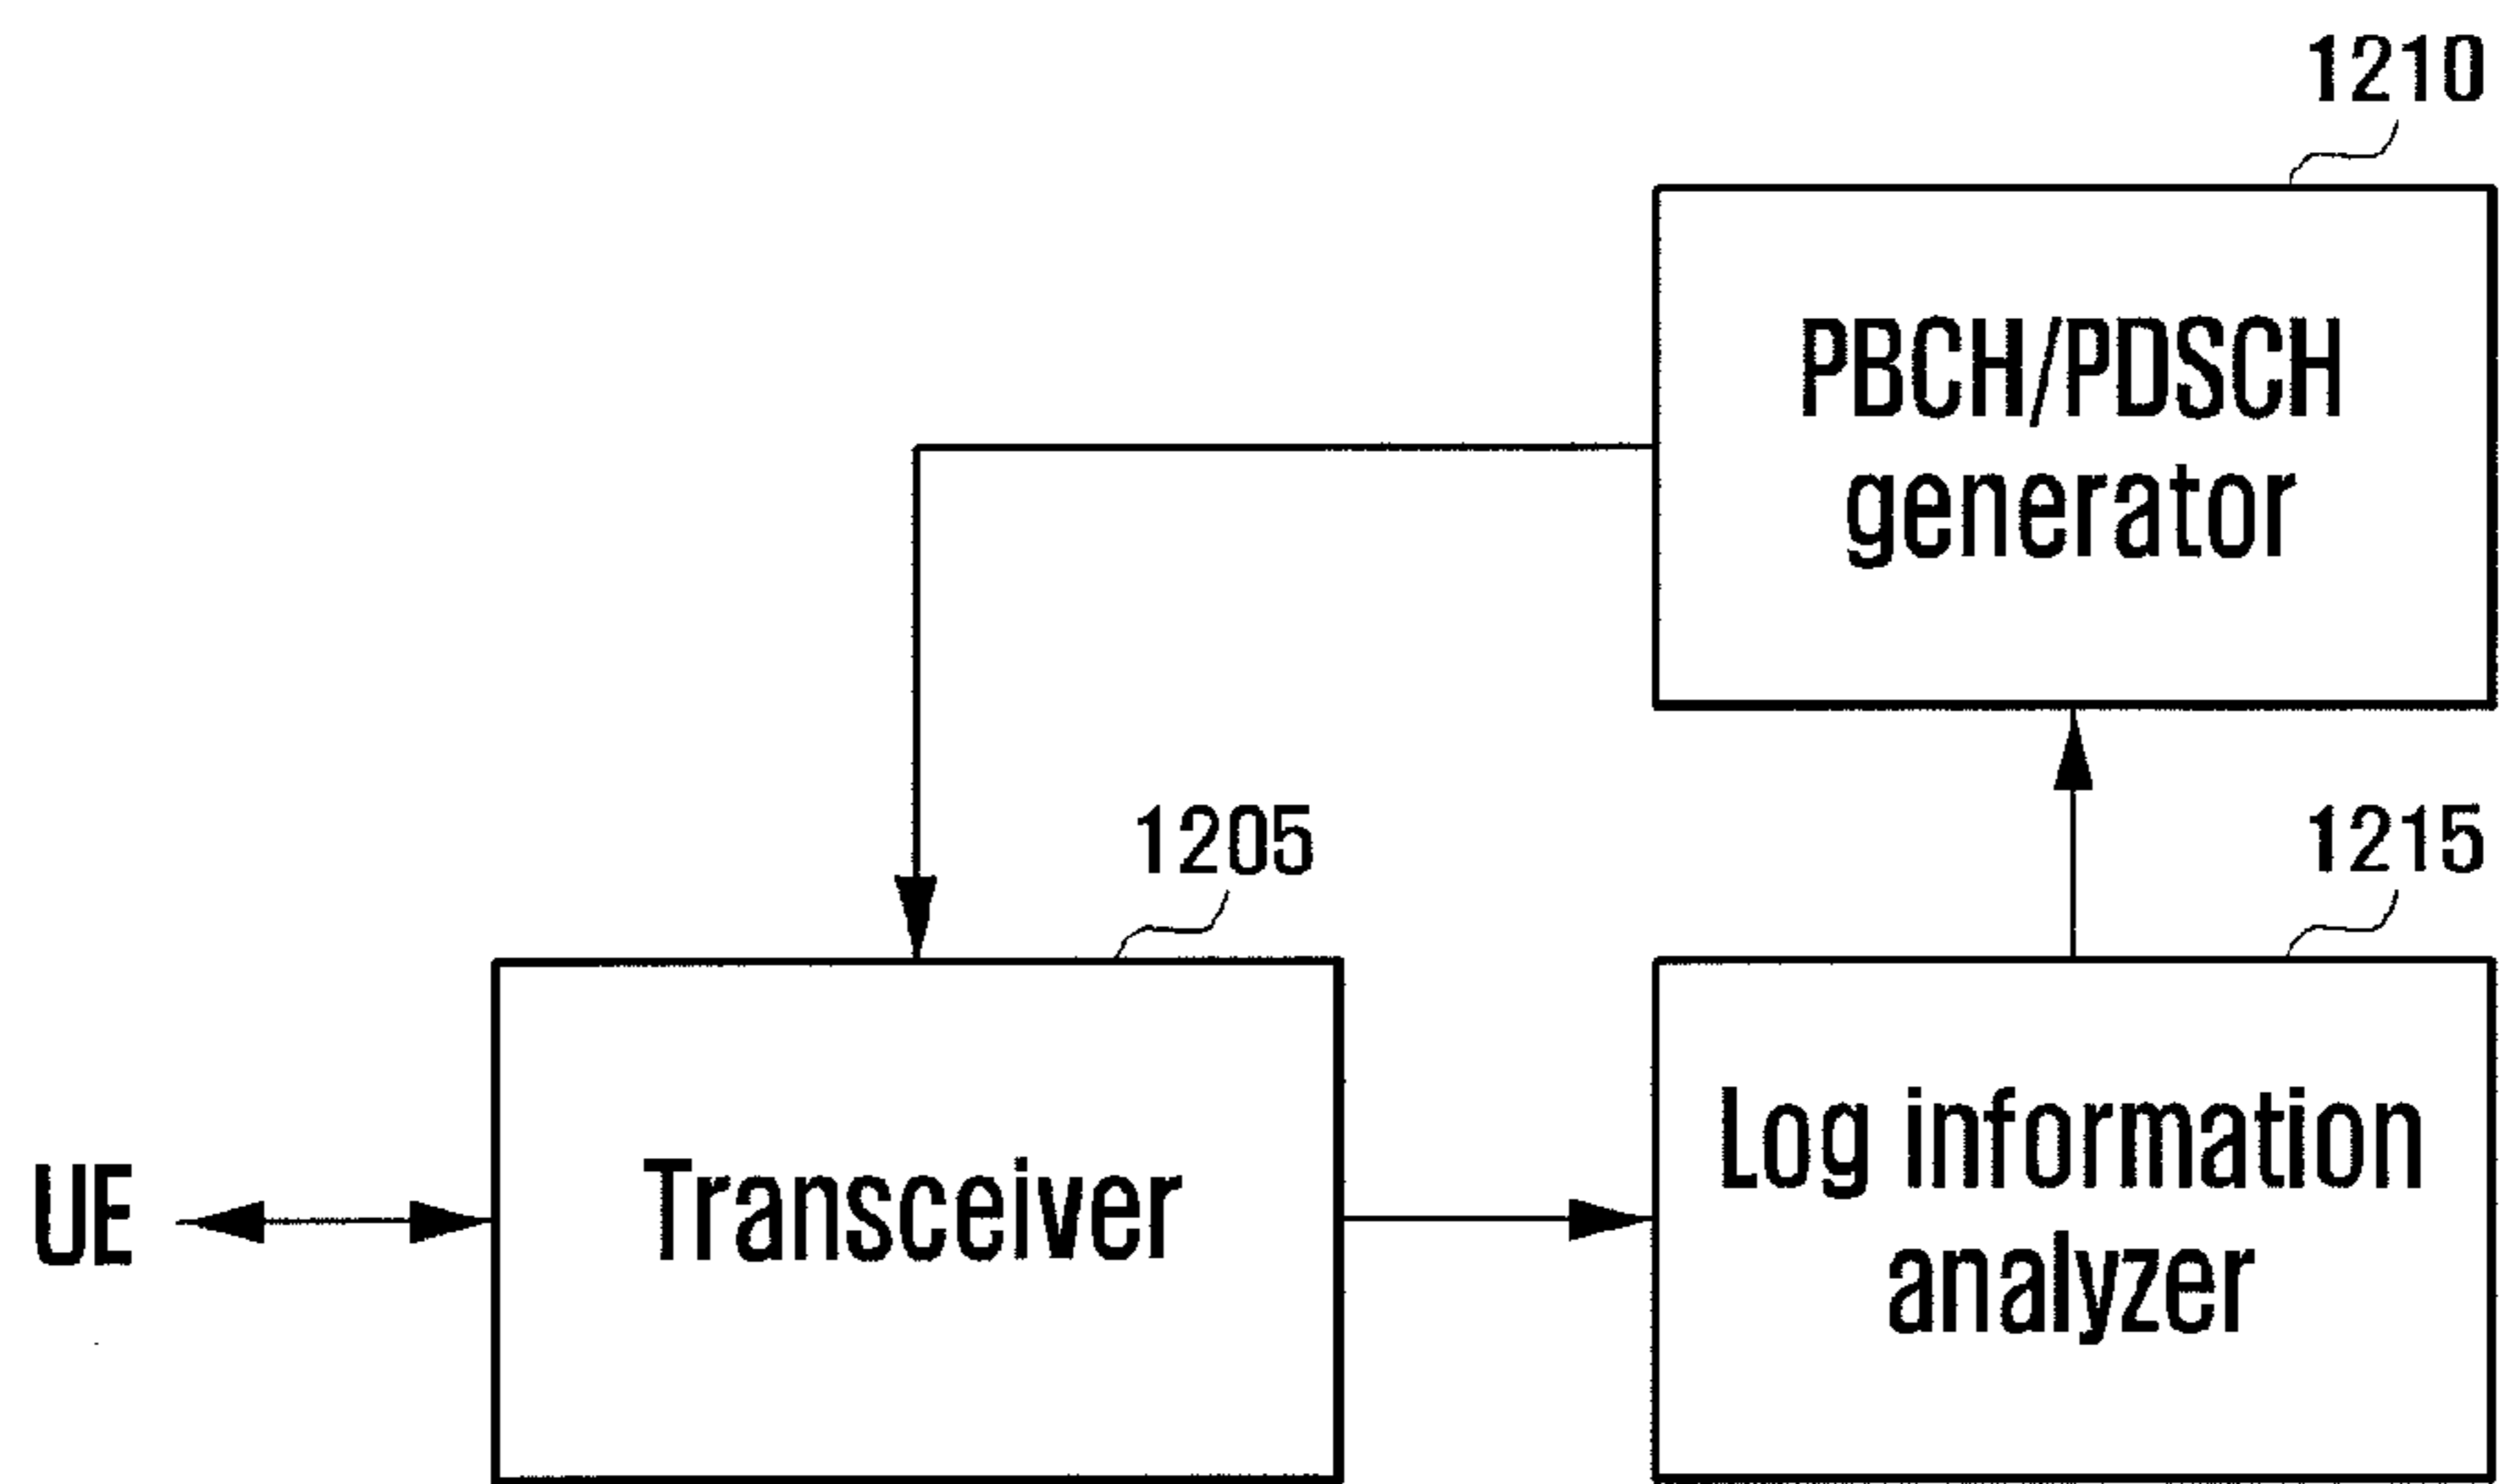 1210
PBCH/PDSCH
generator
1205
1215
UE
Transceiver
Log information
analyzer